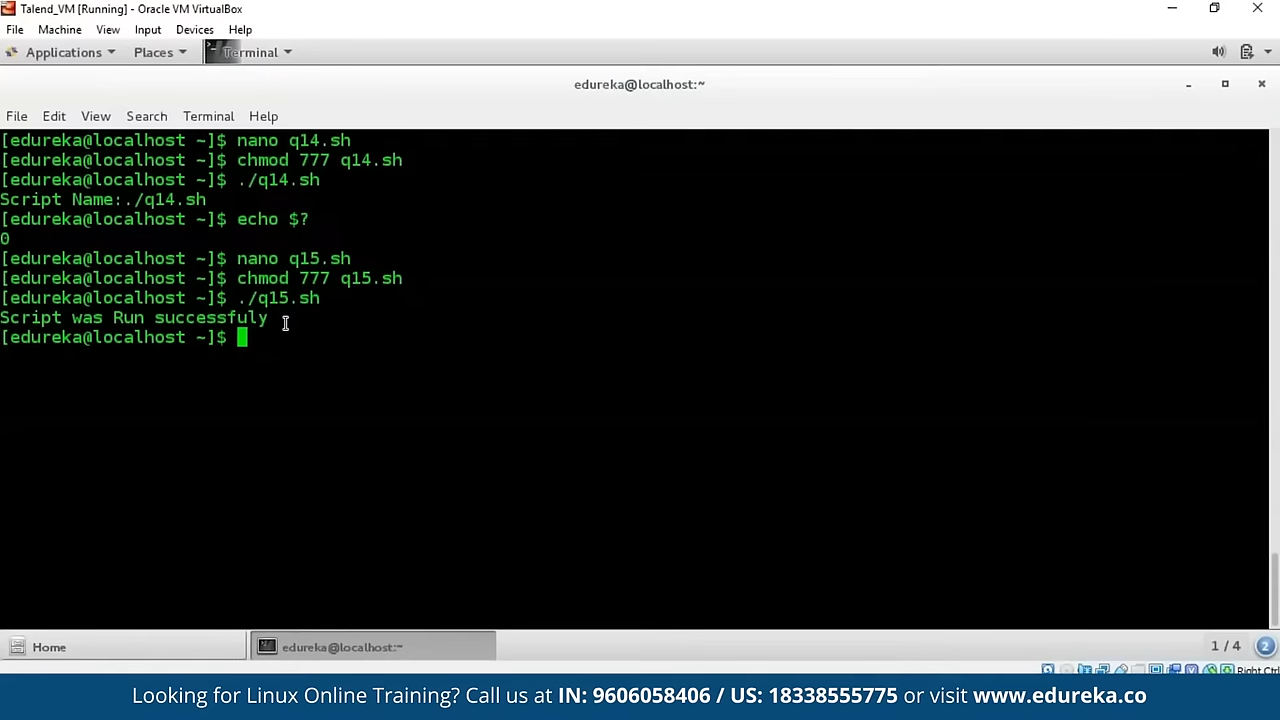 Talend_VM [Running] - Oracle VM VirtualBox
File Machine View Input Devices Help
Applications Places Terminal
edureka@localhost:~
File Edit View Search Terminal Help
[edureka@localhost ~]$ nano q14.sh
[edureka@localhost ~]$ chmod 777 q14.sh
[edureka@localhost ~]$ ./q14.sh
Script Name:./q14.sh
[edureka@localhost ~]$ echo $?
0
[edureka@localhost ~]$ nano q15.sh
[edureka@localhost ~]$ chmod 777 q15.sh
[edureka@localhost ~]$ ./q15.sh
Script was Run successfuly
[edureka@localhost ~]$
Home edureka@localhost:~ 1 / 4 2
Right Ctrl
Looking for Linux Online Training? Call us at IN: 9606058406 / US: 18338555775 or visit www.edureka.co